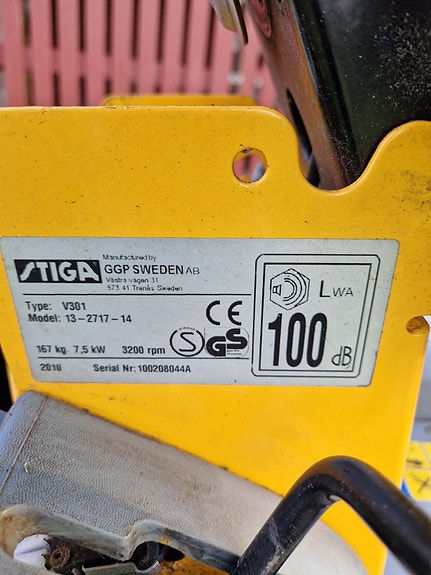 STIGA
Manufactured by
GGP SWEDEN AB
Västra vägen 31
573 41 Tranås Sweden
Type: V301
Model: 13-2717-14
167 kg 7,5 kW 3200 rpm
2010 Serial Nr: 100208044A
CE
S
GS
LWA
100 dB